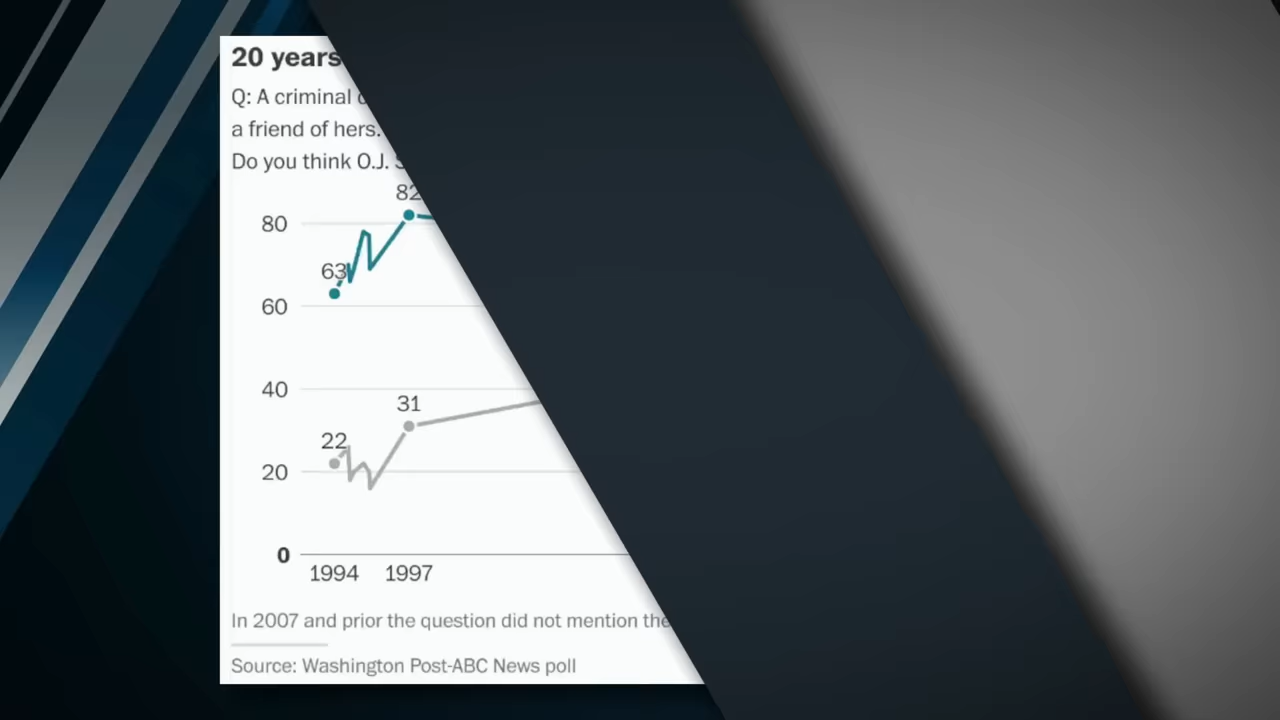 20 years
Q: A criminal
a friend of hers.
Do you think O.J.
82
80
63
60
40
31
22
20
0
1994 1997
In 2007 and prior the question did not mention the
Source: Washington Post-ABC News poll